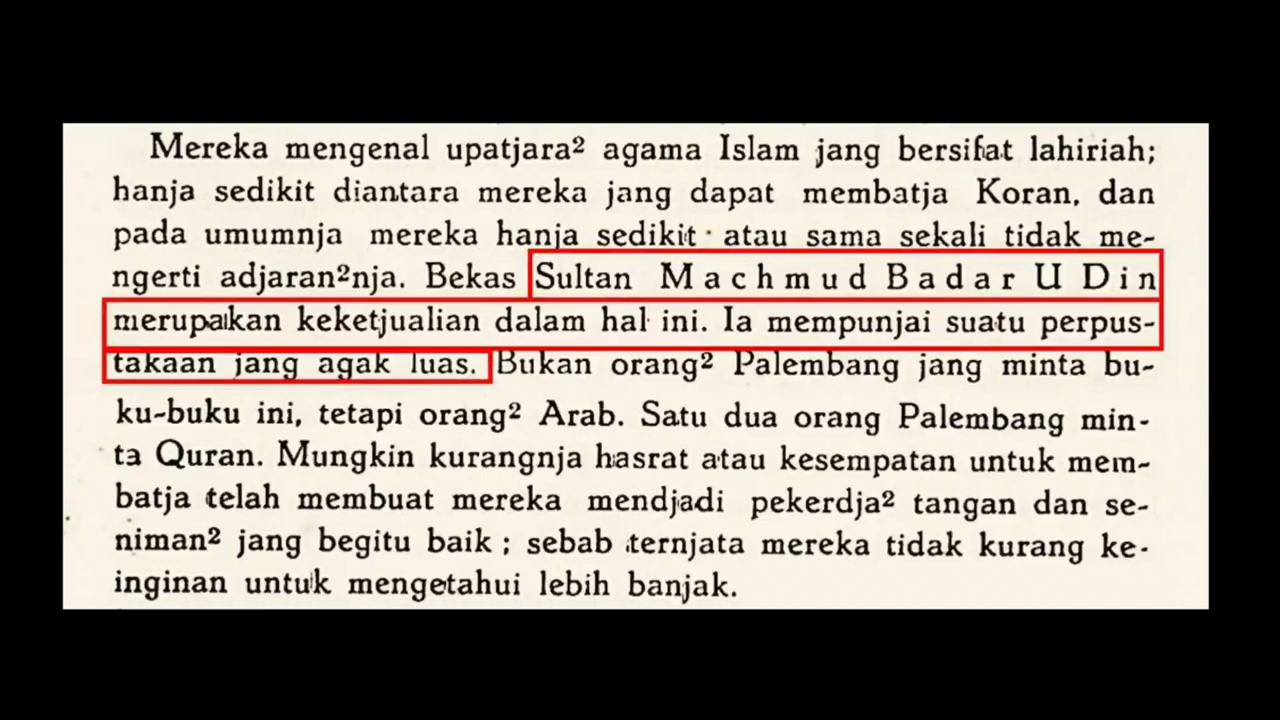 Mereka mengenal upatjara² agama Islam jang bersifat lahiriah;
hanja sedikit diantara mereka jang dapat membatja Koran, dan
pada umumnja mereka hanja sedikit atau sama sekali tidak me-
ngerti adjaran²nja. Bekas Sultan Machmud Badar U Din
merupakan keketjualian dalam hal ini. Ia mempunjai suatu perpus-
takaan jang agak luas. Bukan orang² Palembang jang minta bu-
ku-buku ini, tetapi orang² Arab. Satu dua orang Palembang min-
ta Quran. Mungkin kurangnja hasrat atau kesempatan untuk mem-
batja telah membuat mereka mendjadi pekerdja² tangan dan se-
niman² jang begitu baik; sebab ternjata mereka tidak kurang ke-
inginan untuk mengetahui lebih banjak.